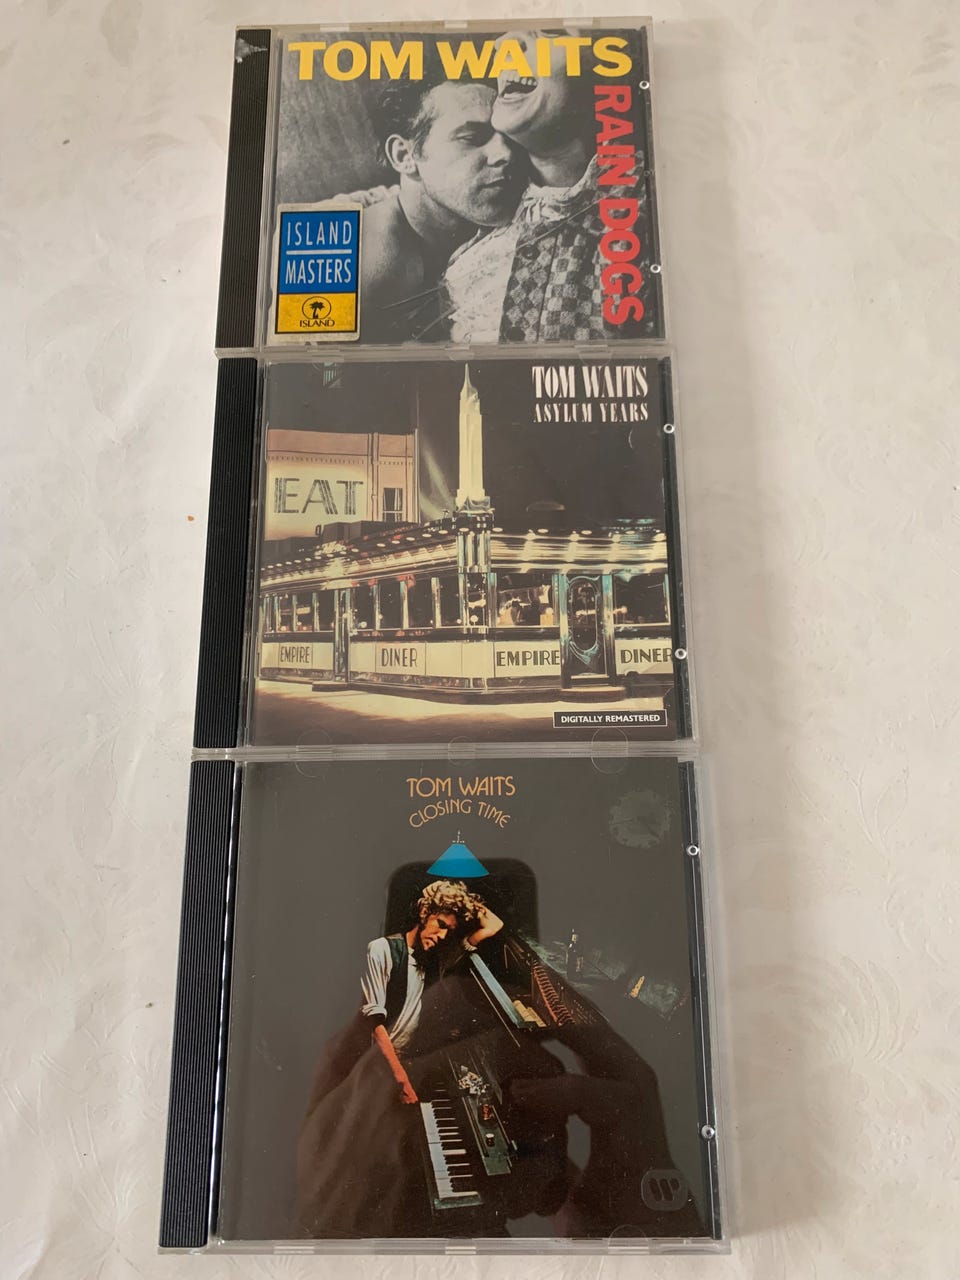 TOM WAITS
RAIN DOGS
ISLAND
MASTERS
ISLAND
TOM WAITS
ASYLUM YEARS
EAT
EMPIRE
DINER
EMPIRE
DINER
DIGITALLY REMASTERED
TOM WAITS
CLOSING TIME